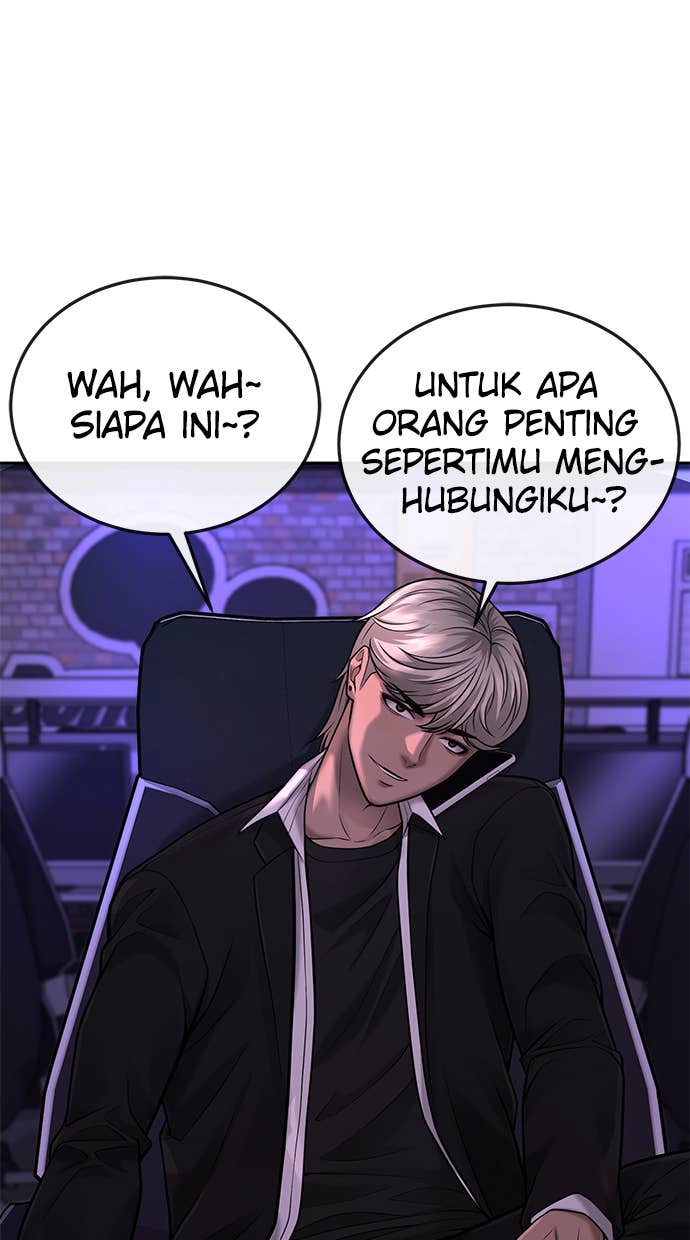 WAH, WAH~
SIAPA INI~?
UNTUK APA
ORANG PENTING
SEPERTIMU MENG-
HUBUNGIKU~?